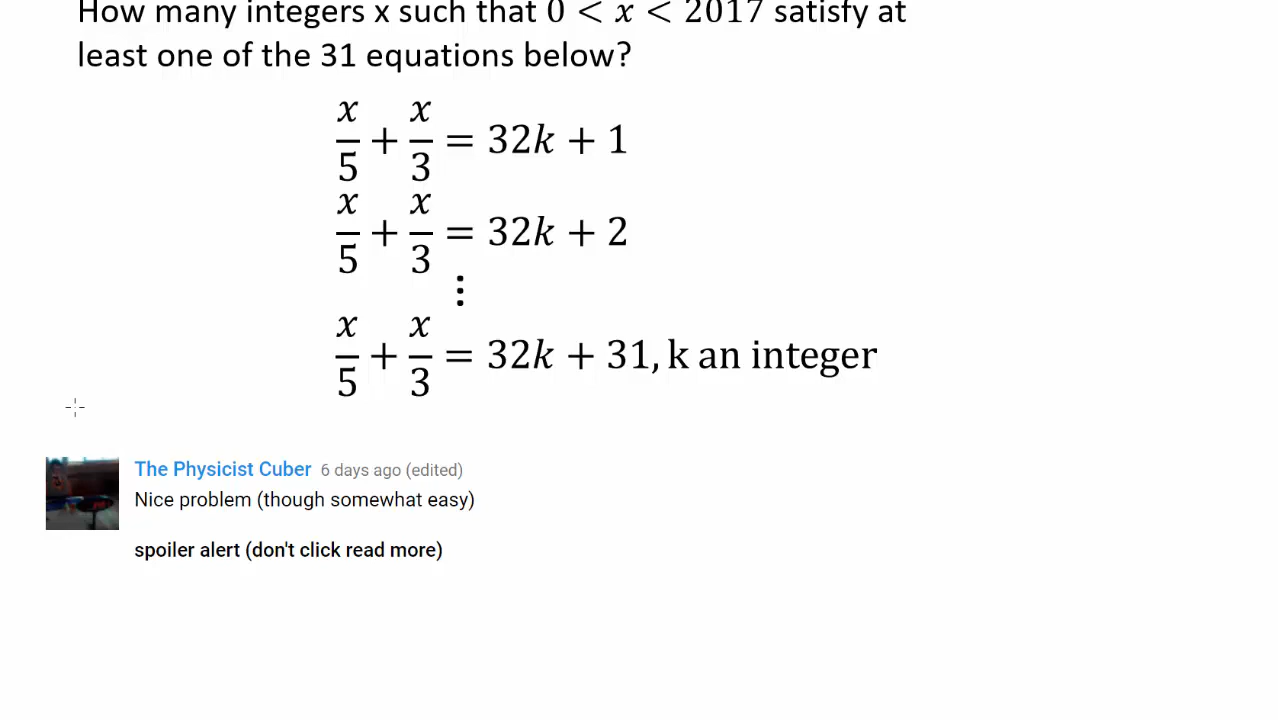 How many integers x such that 0 < x < 2017 satisfy at
least one of the 31 equations below?
x/5 + x/3 = 32k + 1
x/5 + x/3 = 32k + 2
⋮
x/5 + x/3 = 32k + 31, k an integer
The Physicist Cuber 6 days ago (edited)
Nice problem (though somewhat easy)
spoiler alert (don't click read more)